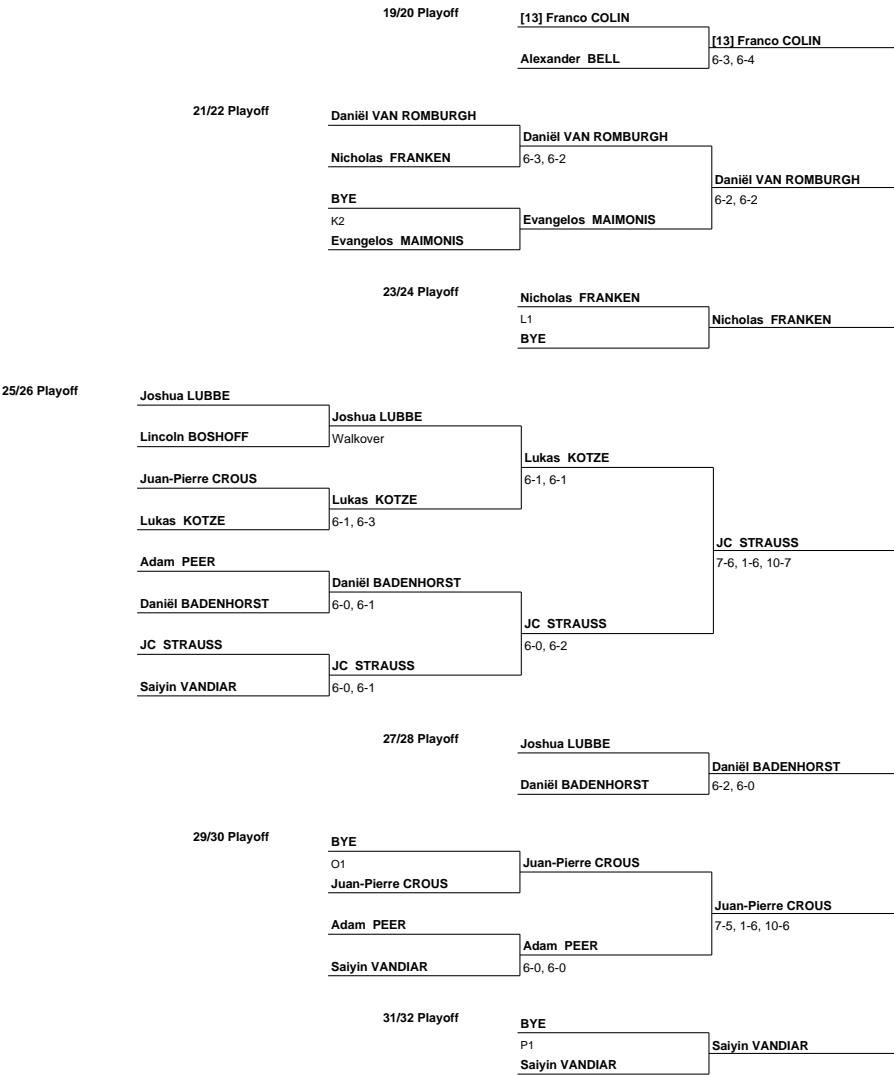 19/20 Playoff
[13] Franco COLIN
[13] Franco COLIN
Alexander BELL
6-3, 6-4
21/22 Playoff
Daniël VAN ROMBURGH
Daniël VAN ROMBURGH
Nicholas FRANKEN
6-3, 6-2
Daniël VAN ROMBURGH
BYE
6-2, 6-2
K2
Evangelos MAIMONIS
Evangelos MAIMONIS
23/24 Playoff
Nicholas FRANKEN
L1
Nicholas FRANKEN
BYE
25/26 Playoff
Joshua LUBBE
Joshua LUBBE
Lincoln BOSHOFF
Walkover
Lukas KOTZE
Juan-Pierre CROUS
6-1, 6-1
Lukas KOTZE
Lukas KOTZE
6-1, 6-3
JC STRAUSS
Adam PEER
7-6, 1-6, 10-7
Daniël BADENHORST
Daniël BADENHORST
6-0, 6-1
JC STRAUSS
JC STRAUSS
6-0, 6-2
JC STRAUSS
Saiyin VANDIAR
6-0, 6-1
27/28 Playoff
Joshua LUBBE
Daniël BADENHORST
Daniël BADENHORST
6-2, 6-0
29/30 Playoff
BYE
O1
Juan-Pierre CROUS
Juan-Pierre CROUS
Juan-Pierre CROUS
Adam PEER
7-5, 1-6, 10-6
Adam PEER
Saiyin VANDIAR
6-0, 6-0
31/32 Playoff
BYE
P1
Saiyin VANDIAR
Saiyin VANDIAR